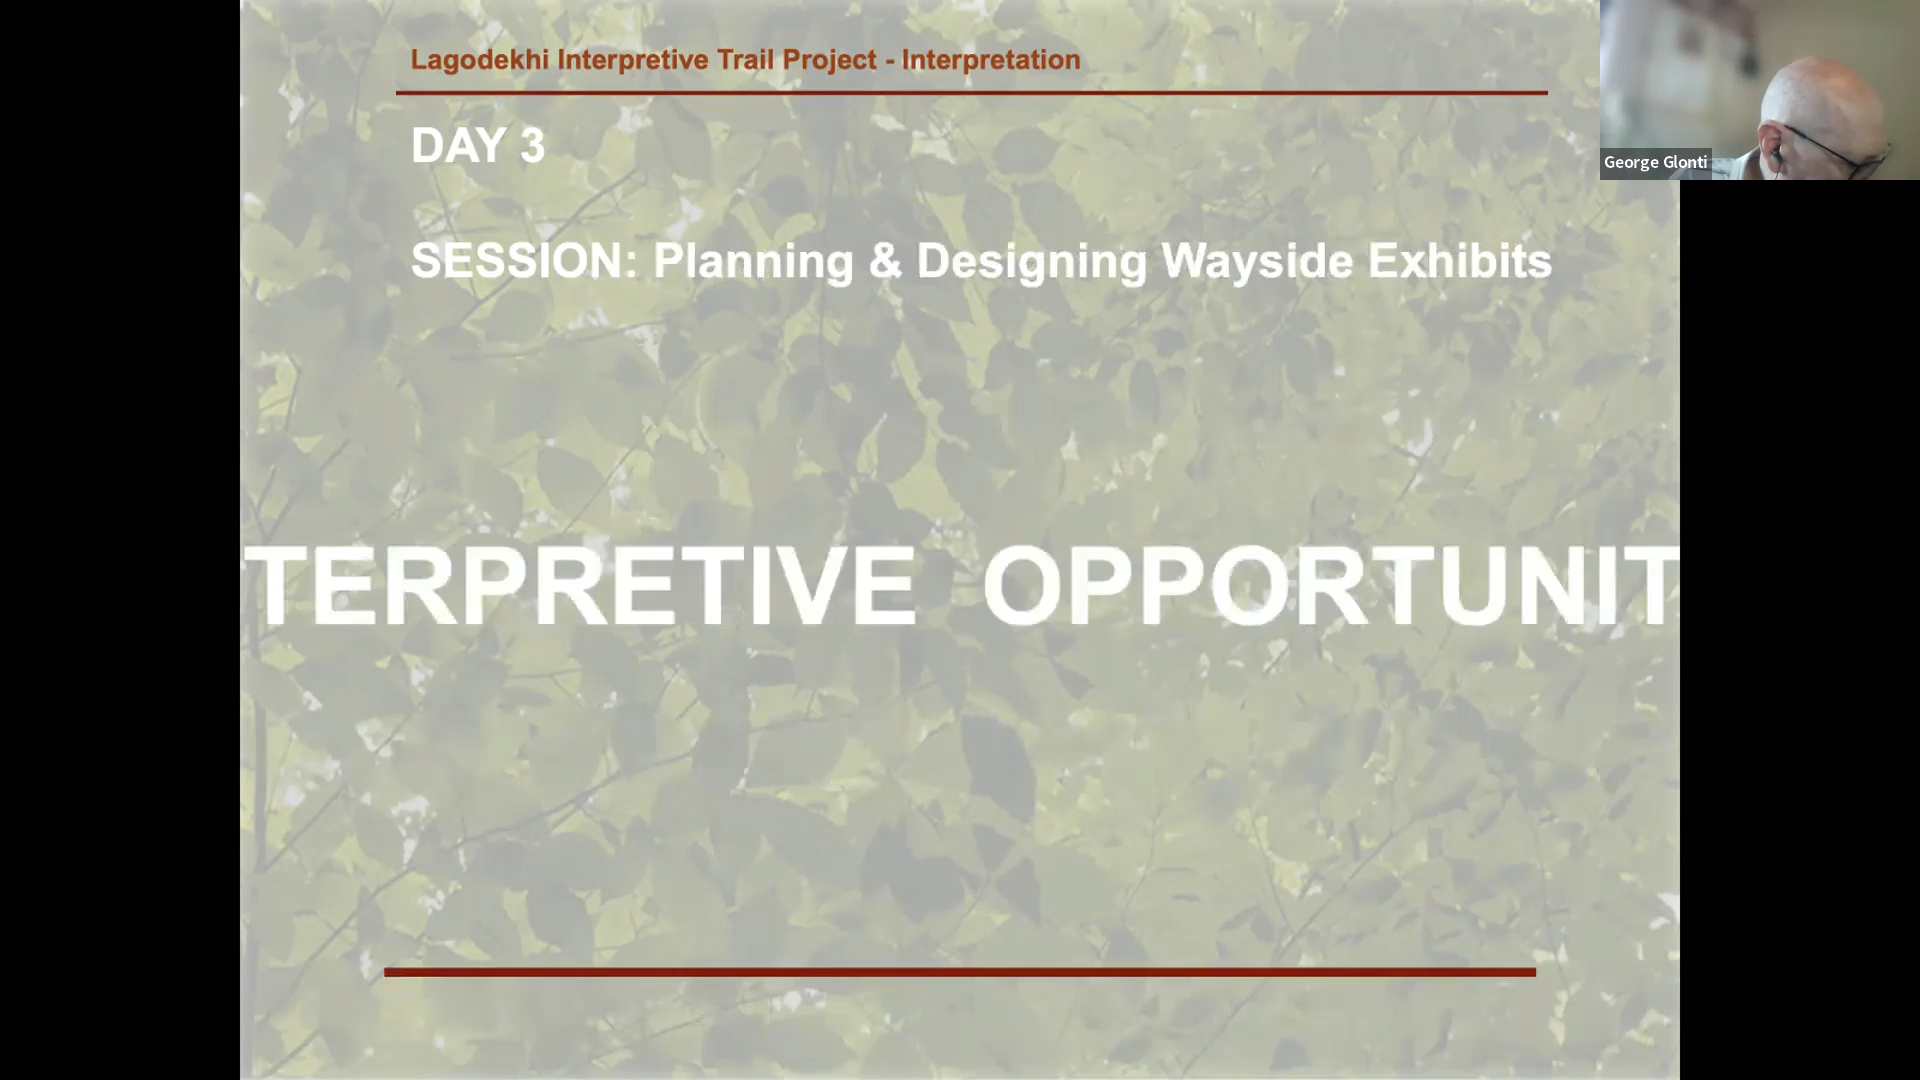 Lagodekhi Interpretive Trail Project - Interpretation
George Glonti
DAY 3
SESSION: Planning & Designing Wayside Exhibits
TERPRETIVE OPPORTUNIT